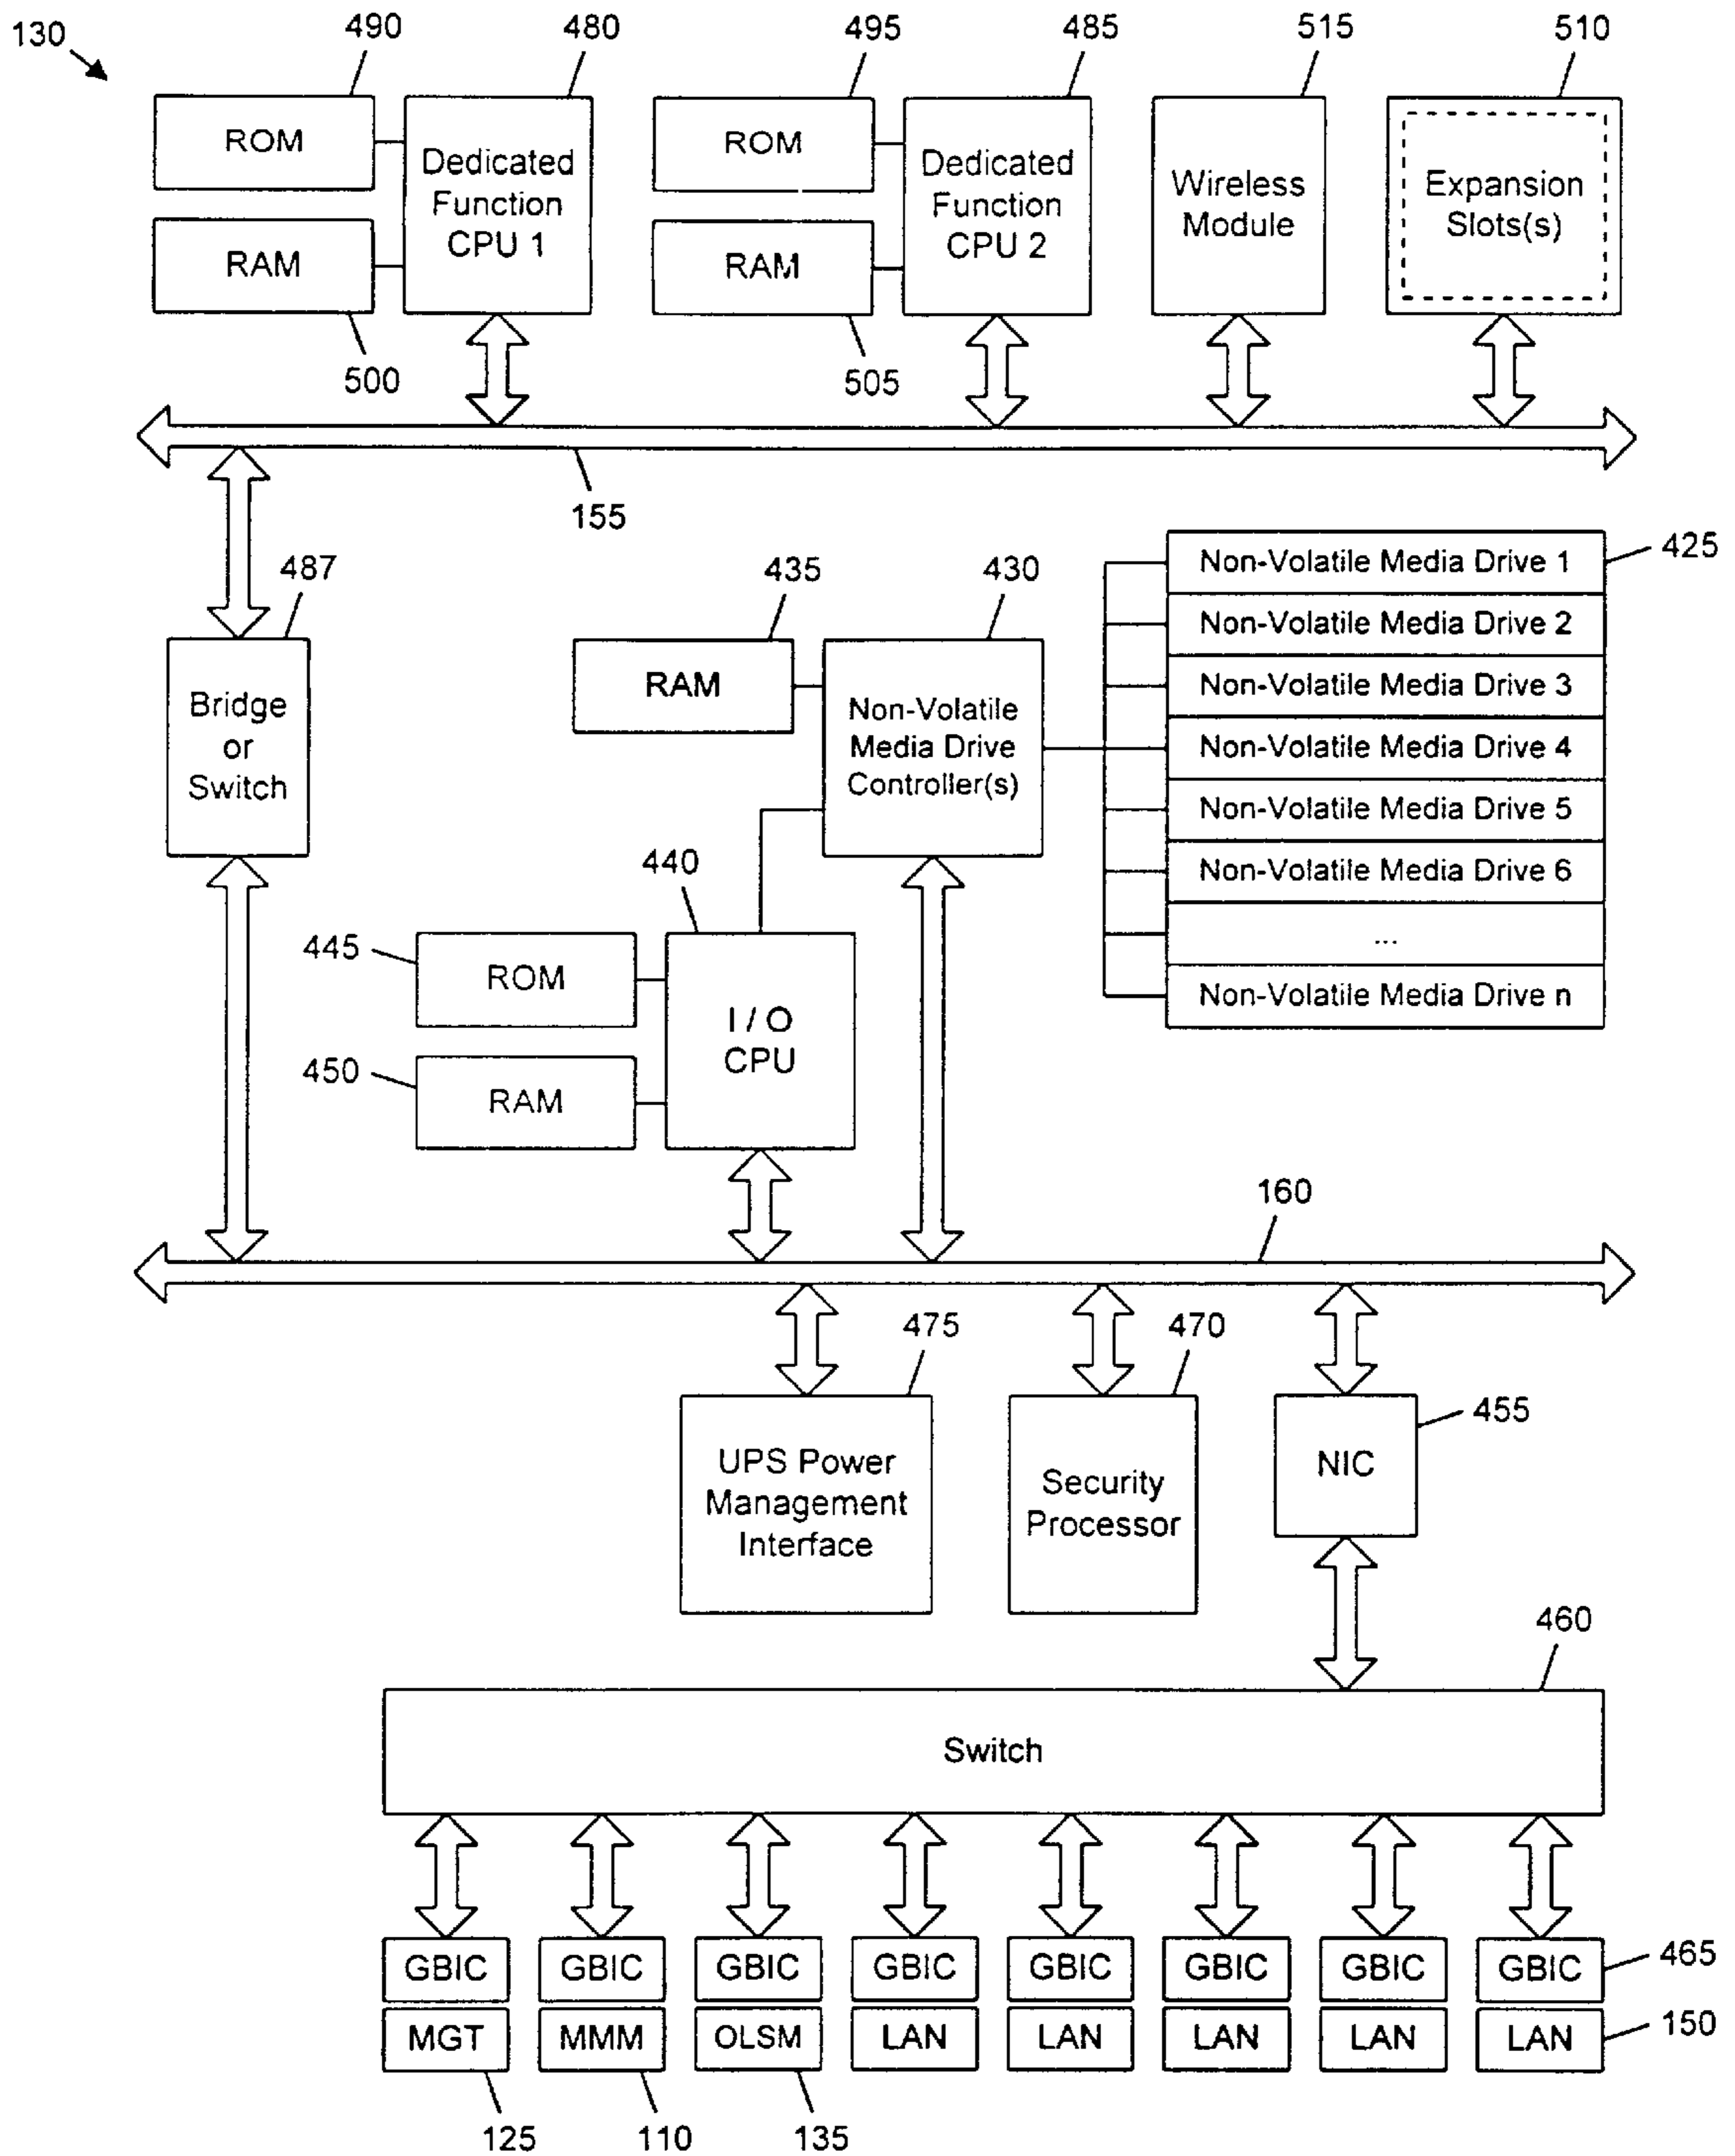 130
490
480
495
485
515
510
ROM
RAM
Dedicated
Function
CPU 1
ROM
RAM
Dedicated
Function
CPU 2
Wireless
Module
Expansion
Slots(s)
500
505
155
487
435
430
425
Bridge
or
Switch
RAM
Non-Volatile
Media Drive
Controller(s)
Non-Volatile Media Drive 1
Non-Volatile Media Drive 2
Non-Volatile Media Drive 3
Non-Volatile Media Drive 4
Non-Volatile Media Drive 5
Non-Volatile Media Drive 6
...
Non-Volatile Media Drive n
440
445
ROM
450
RAM
I / O
CPU
160
475
470
455
UPS Power
Management
Interface
Security
Processor
NIC
460
Switch
GBIC
GBIC
GBIC
GBIC
GBIC
GBIC
GBIC
GBIC
465
MGT
MMM
OLSM
LAN
LAN
LAN
LAN
LAN
150
125
110
135